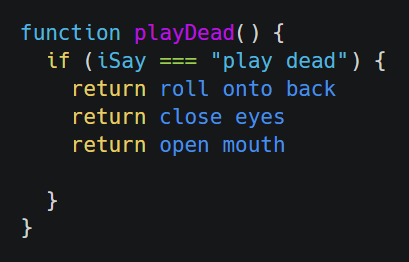 function playDead() {
  if (iSay === "play dead") {
    return roll onto back
    return close eyes
    return open mouth

  }
}